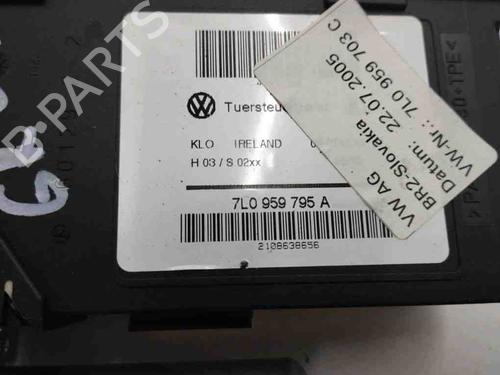 Tuersteu
KLO IRELAND
H 03 / S 02xx
7L0 959 795 A
2108638656
VW AG
BR2-Slovakia
Datum: 22.07.2005
VW-Nr.: 7L0 959 703 C
B-PARTS